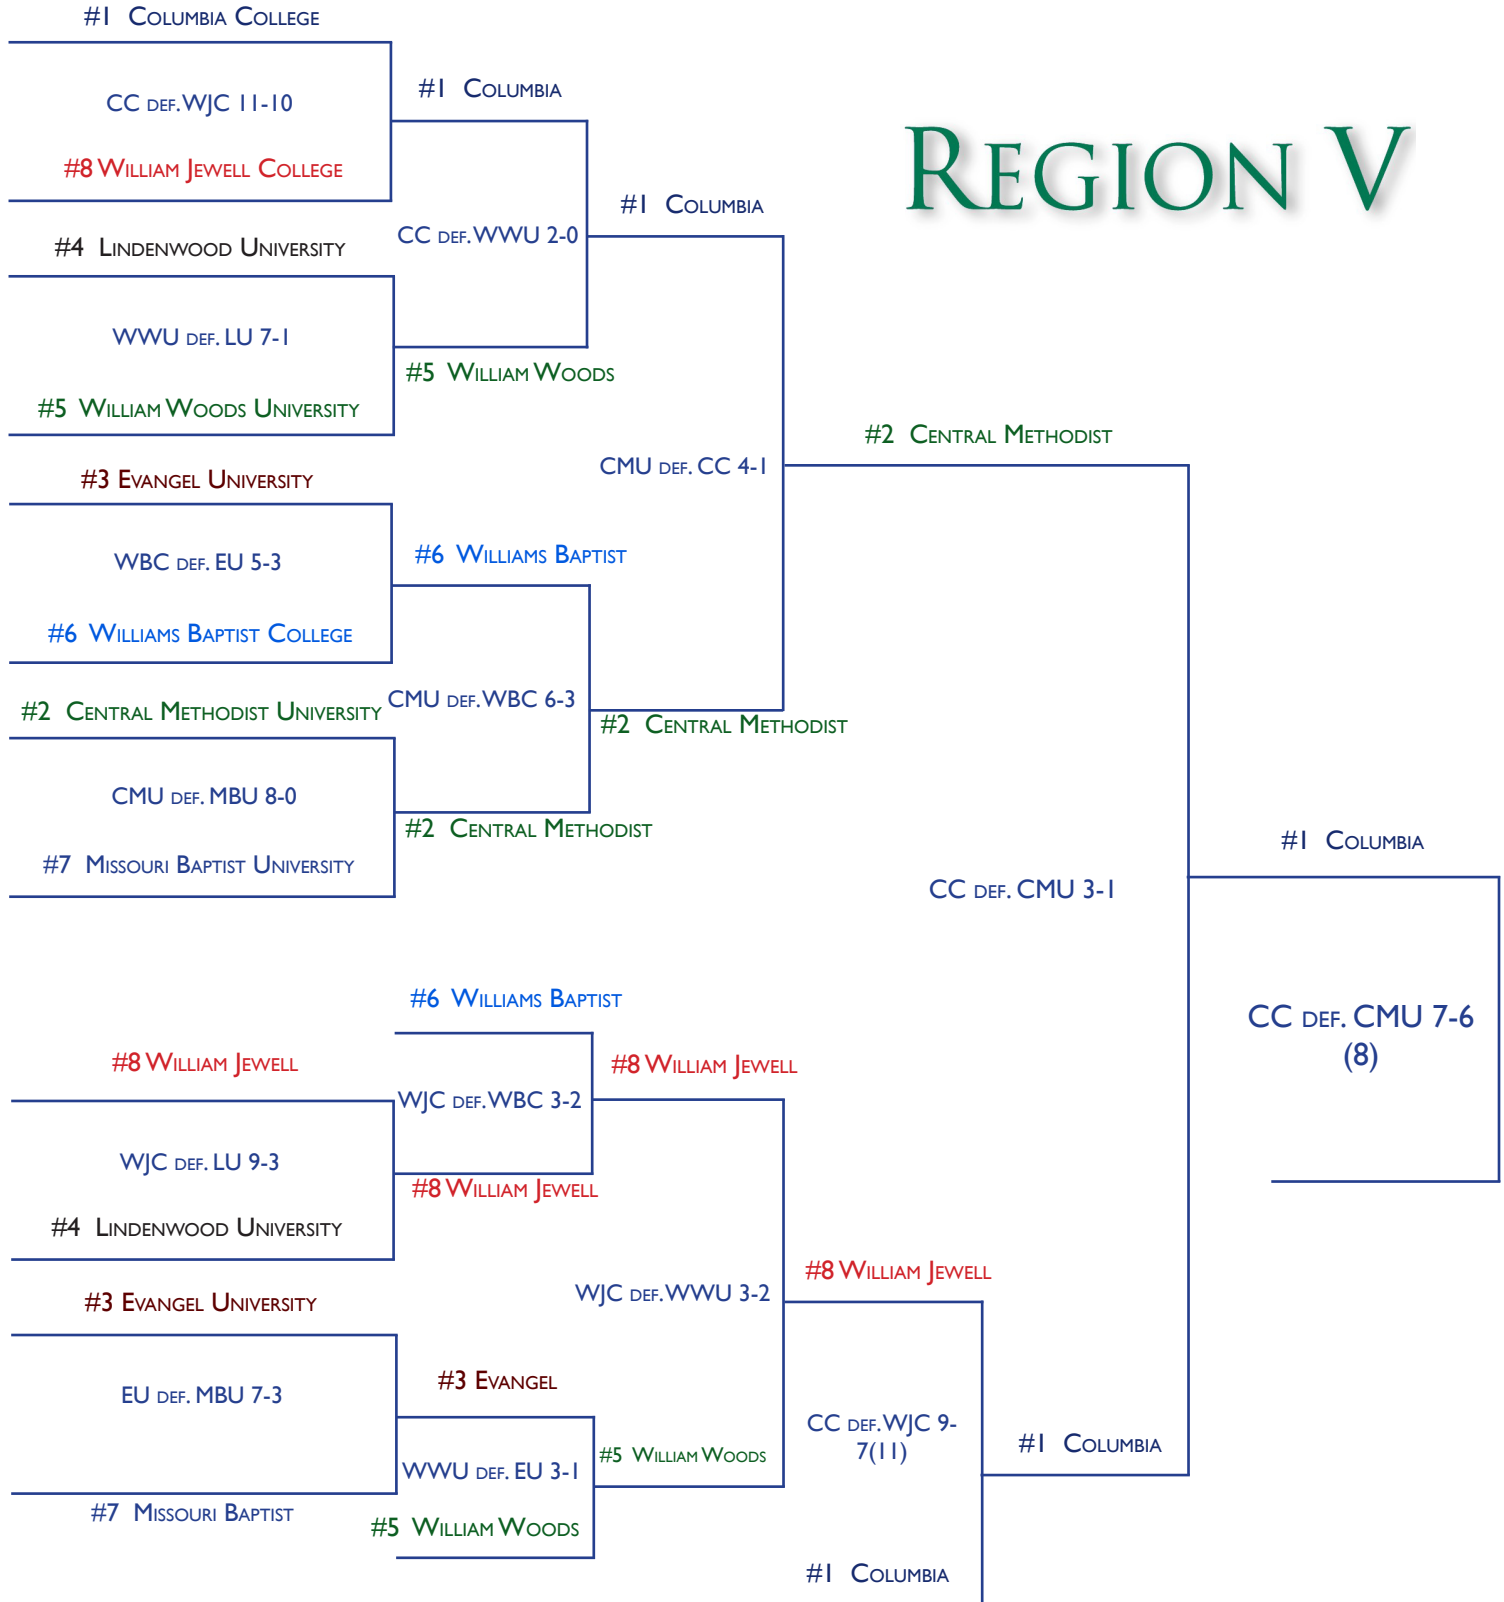 #1 Columbia College
CC def. WJC 11-10
#1 Columbia
Region V
#8 William Jewell College
#1 Columbia
#4 Lindenwood University
CC def. WWU 2-0
WWU def. LU 7-1
#5 William Woods
#5 William Woods University
#2 Central Methodist
#3 Evangel University
CMU def. CC 4-1
WBC def. EU 5-3
#6 Williams Baptist
#6 Williams Baptist College
#2 Central Methodist University
CMU def. WBC 6-3
#2 Central Methodist
CMU def. MBU 8-0
#2 Central Methodist
#7 Missouri Baptist University
#1 Columbia
CC def. CMU 3-1
#6 Williams Baptist
CC def. CMU 7-6
(8)
#8 William Jewell
#8 William Jewell
WJC def. WBC 3-2
WJC def. LU 9-3
#8 William Jewell
#4 Lindenwood University
#8 William Jewell
WJC def. WWU 3-2
#3 Evangel University
#3 Evangel
EU def. MBU 7-3
CC def. WJC 9-
7(11)
#1 Columbia
#5 William Woods
WWU def. EU 3-1
#7 Missouri Baptist
#5 William Woods
#1 Columbia